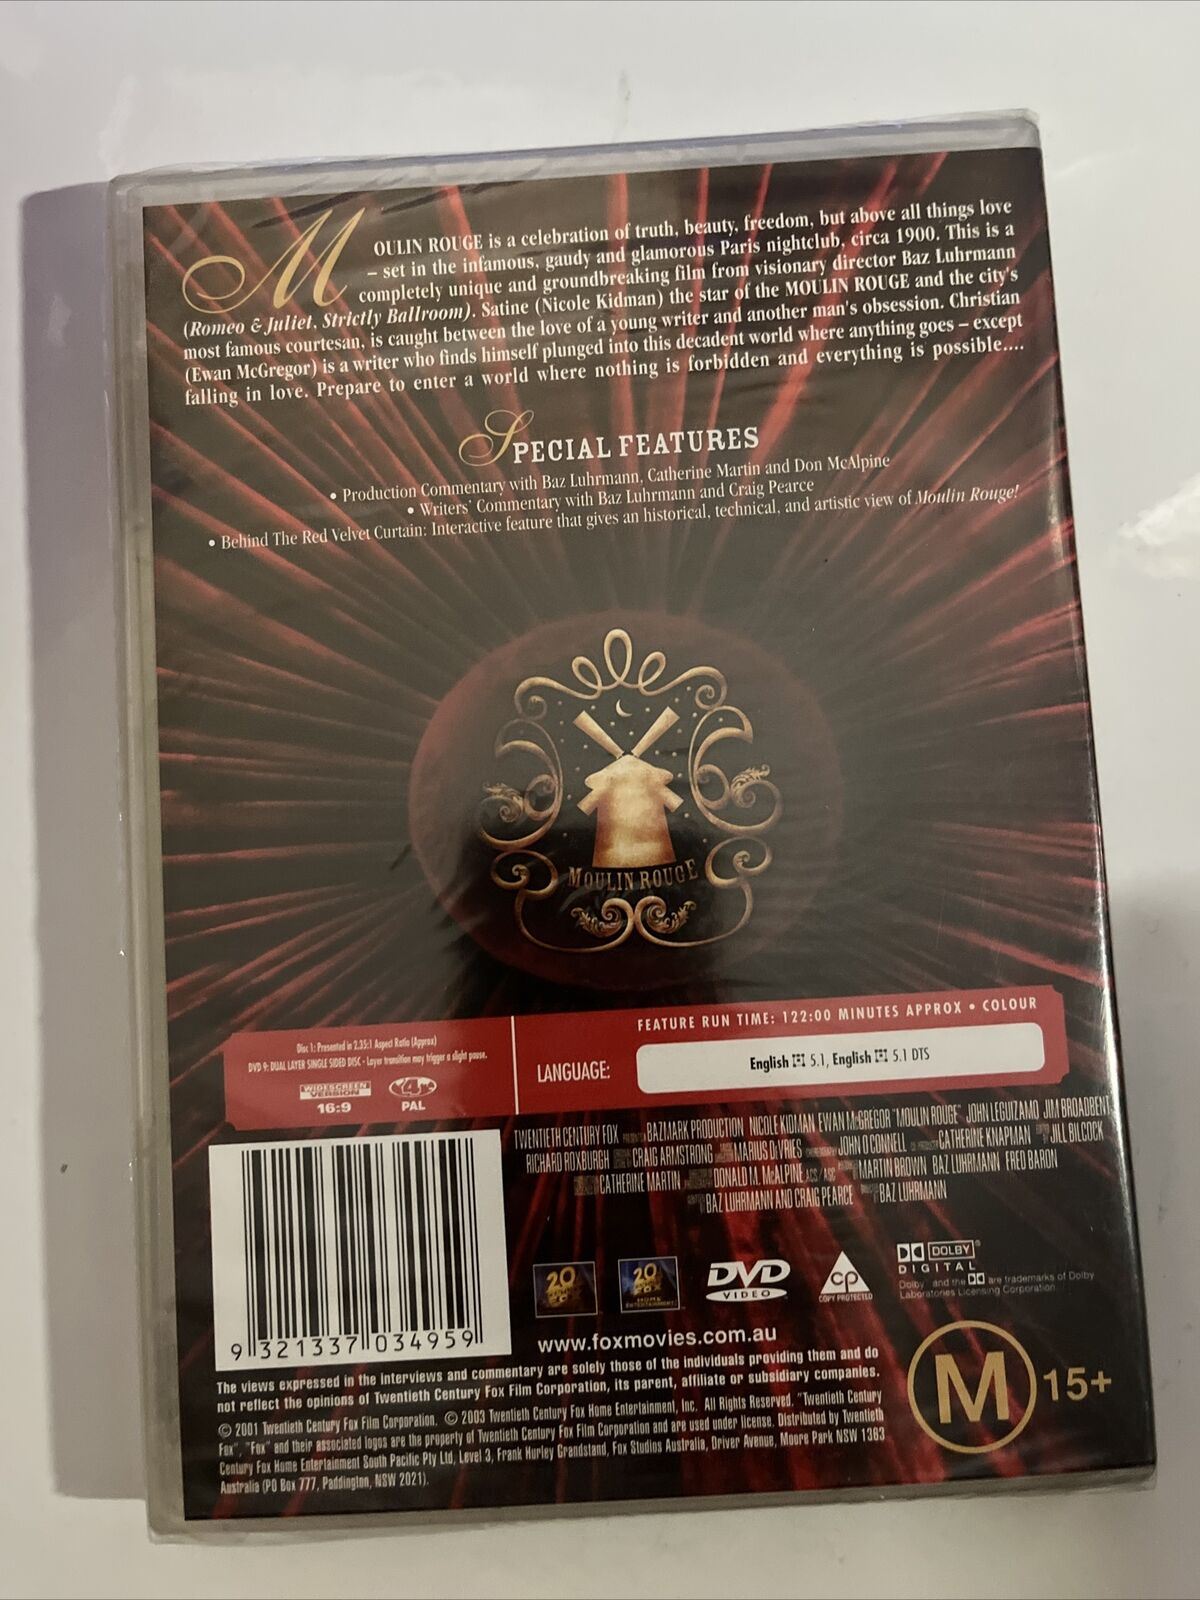 MOULIN ROUGE is a celebration of truth, beauty, freedom, but above all things love
– set in the infamous, gaudy and glamorous Paris nightclub, circa 1900. This is a
completely unique and groundbreaking film from visionary director Baz Luhrmann
(Romeo & Juliet, Strictly Ballroom). Satine (Nicole Kidman) the star of the MOULIN ROUGE and the city's
most famous courtesan, is caught between the love of a young writer and another man's obsession. Christian
(Ewan McGregor) is a writer who finds himself plunged into this decadent world where anything goes – except
falling in love. Prepare to enter a world where nothing is forbidden and everything is possible....
SPECIAL FEATURES
• Production Commentary with Baz Luhrmann, Catherine Martin and Don McAlpine
• Writers' Commentary with Baz Luhrmann and Craig Pearce
• Behind The Red Velvet Curtain: Interactive feature that gives an historical, technical, and artistic view of Moulin Rouge!
MOULIN ROUGE
FEATURE RUN TIME: 122:00 MINUTES APPROX • COLOUR
Disc 1: Presented in 2.35:1 Aspect Ratio (Approx)
DVD 9: DUAL LAYER SINGLE SIDED DISC - Layer transition may trigger a slight pause.
WIDESCREEN VERSION
16:9
4
PAL
LANGUAGE:
English 5.1, English 5.1 DTS
TWENTIETH CENTURY FOX BAZMARK PRODUCTION NICOLE KIDMAN EWAN McGREGOR "MOULIN ROUGE" JOHN LEGUIZAMO JIM BROADBENT
RICHARD ROXBURGH CRAIG ARMSTRONG MARIUS DeVRIES JOHN O'CONNELL CATHERINE KNAPMAN JILL BILCOCK
CATHERINE MARTIN DONALD M. McALPINE ACS/ASC MARTIN BROWN BAZ LUHRMANN FRED BARON
BAZ LUHRMANN AND CRAIG PEARCE BAZ LUHRMANN
9 321337 034959
20 FOX
20 FOX HOME ENTERTAINMENT
DVD VIDEO
cp COPY PROTECTED
DOLBY
DIGITAL
Dolby and the are trademarks of Dolby
Laboratories Licensing Corporation
www.foxmovies.com.au
The views expressed in the interviews and commentary are solely those of the individuals providing them and do
not reflect the opinions of Twentieth Century Fox Film Corporation, its parent, affiliate or subsidiary companies.
© 2001 Twentieth Century Fox Film Corporation. © 2003 Twentieth Century Fox Home Entertainment, Inc. All Rights Reserved. "Twentieth Century
Fox", "Fox" and their associated logos are the property of Twentieth Century Fox Film Corporation and are used under license. Distributed by Twentieth
Century Fox Home Entertainment South Pacific Pty Ltd, Level 3, Frank Hurley Grandstand, Fox Studios Australia, Driver Avenue, Moore Park NSW 1363
Australia (PO Box 777, Paddington, NSW 2021).
M 15+